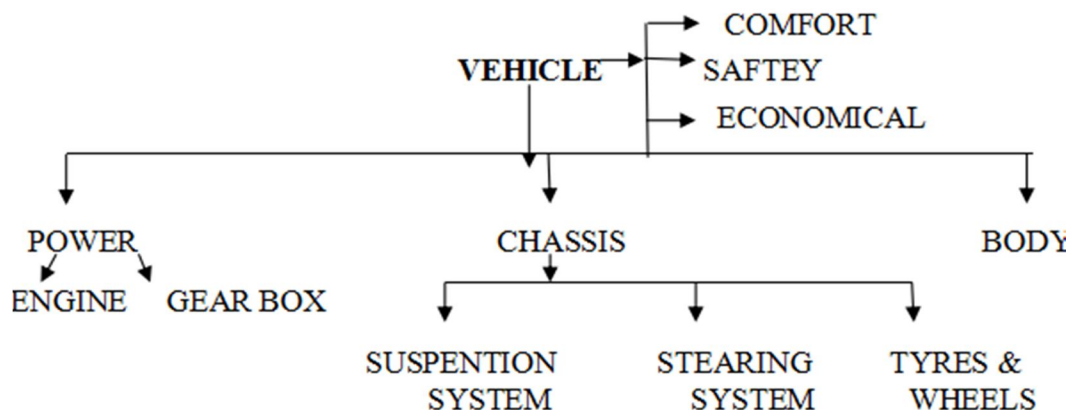 COMFORT
VEHICLE
SAFTEY
ECONOMICAL
POWER
CHASSIS
BODY
ENGINE
GEAR BOX
SUSPENTION
SYSTEM
STEARING
SYSTEM
TYRES &
WHEELS